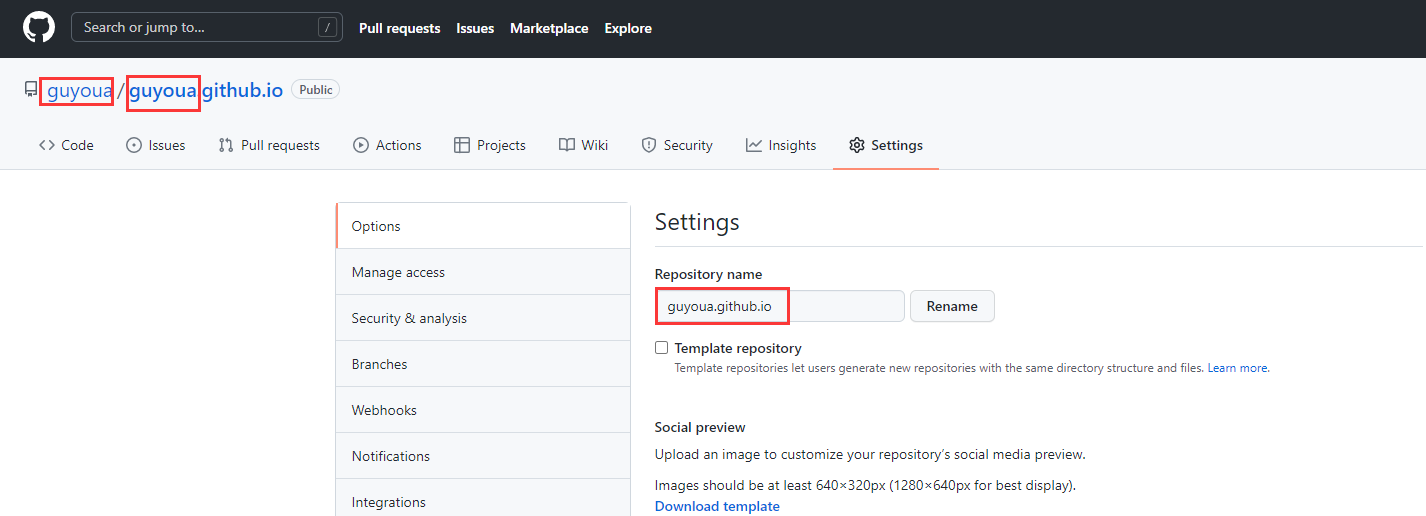 Search or jump to... /
Pull requests Issues Marketplace Explore
guyoua / guyoua.github.io Public
Code Issues Pull requests Actions Projects Wiki Security Insights Settings
Options
Manage access
Security & analysis
Branches
Webhooks
Notifications
Integrations
Settings
Repository name
guyoua.github.io Rename
Template repository
Template repositories let users generate new repositories with the same directory structure and files. Learn more.
Social preview
Upload an image to customize your repository’s social media preview.
Images should be at least 640×320px (1280×640px for best display).
Download template